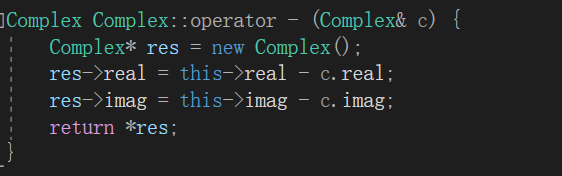 Complex Complex::operator - (Complex& c) {
    Complex* res = new Complex();
    res->real = this->real - c.real;
    res->imag = this->imag - c.imag;
    return *res;
}